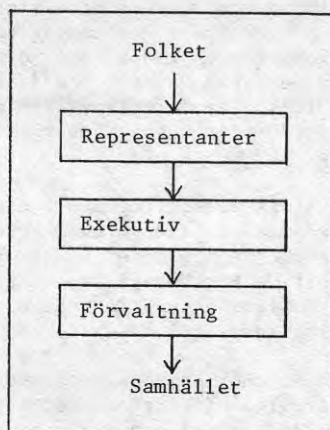 Folket
Representanter
Exekutiv
Förvaltning
Samhället